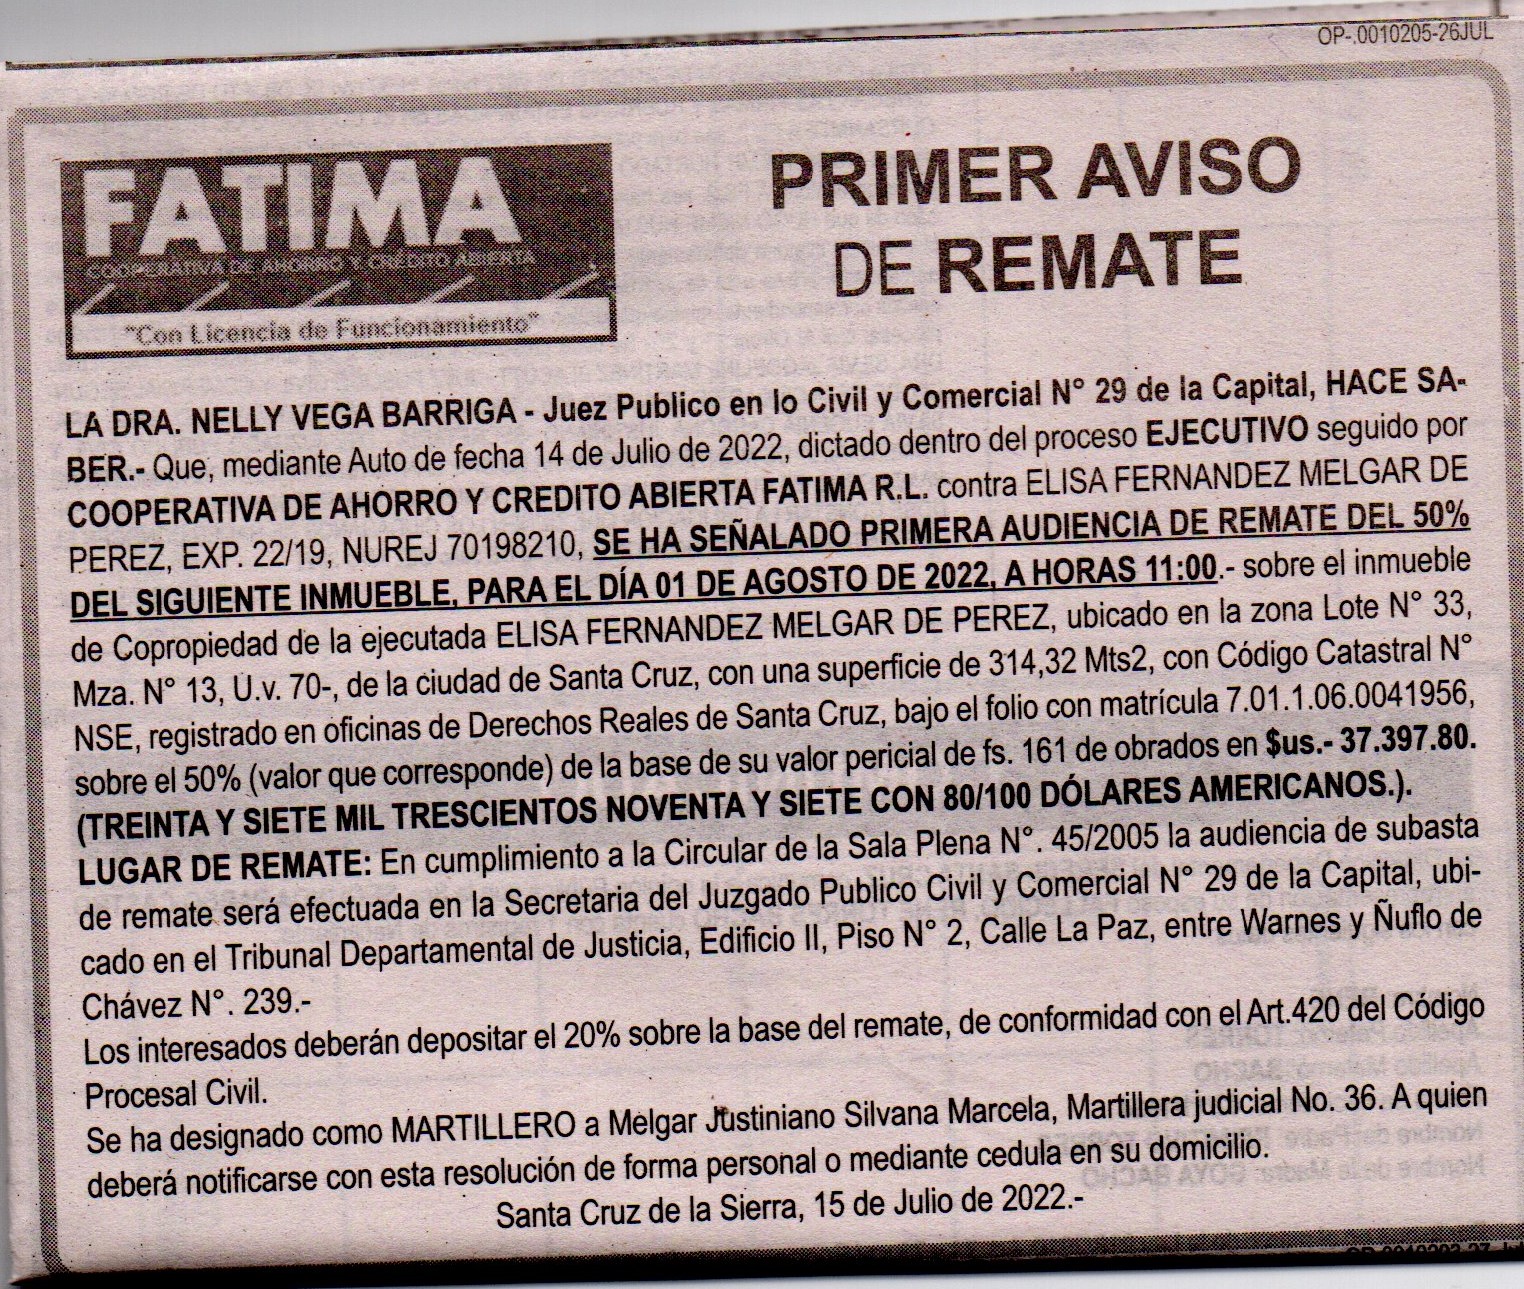 OP-.0010205-26JUL
FATIMA
COOPERATIVA DE AHORRO Y CREDITO ABIERTA
"Con Licencia de Funcionamiento"
PRIMER AVISO
DE REMATE
LA DRA. NELLY VEGA BARRIGA - Juez Publico en lo Civil y Comercial N° 29 de la Capital, HACE SA-
BER.- Que, mediante Auto de fecha 14 de Julio de 2022, dictado dentro del proceso EJECUTIVO seguido por
COOPERATIVA DE AHORRO Y CREDITO ABIERTA FATIMA R.L. contra ELISA FERNANDEZ MELGAR DE
PEREZ, EXP. 22/19, NUREJ 70198210, SE HA SEÑALADO PRIMERA AUDIENCIA DE REMATE DEL 50%
DEL SIGUIENTE INMUEBLE, PARA EL DÍA 01 DE AGOSTO DE 2022, A HORAS 11:00.- sobre el inmueble
de Copropiedad de la ejecutada ELISA FERNANDEZ MELGAR DE PEREZ, ubicado en la zona Lote N° 33,
Mza. N° 13, U.v. 70-, de la ciudad de Santa Cruz, con una superficie de 314,32 Mts2, con Código Catastral N°
NSE, registrado en oficinas de Derechos Reales de Santa Cruz, bajo el folio con matrícula 7.01.1.06.0041956,
sobre el 50% (valor que corresponde) de la base de su valor pericial de fs. 161 de obrados en $us.- 37.397.80.
(TREINTA Y SIETE MIL TRESCIENTOS NOVENTA Y SIETE CON 80/100 DÓLARES AMERICANOS.).
LUGAR DE REMATE: En cumplimiento a la Circular de la Sala Plena N°. 45/2005 la audiencia de subasta
de remate será efectuada en la Secretaria del Juzgado Publico Civil y Comercial N° 29 de la Capital, ubi-
cado en el Tribunal Departamental de Justicia, Edificio II, Piso N° 2, Calle La Paz, entre Warnes y Ñuflo de
Chávez N°. 239.-
Los interesados deberán depositar el 20% sobre la base del remate, de conformidad con el Art.420 del Código
Procesal Civil.
Se ha designado como MARTILLERO a Melgar Justiniano Silvana Marcela, Martillera judicial No. 36. A quien
deberá notificarse con esta resolución de forma personal o mediante cedula en su domicilio.
Santa Cruz de la Sierra, 15 de Julio de 2022.-